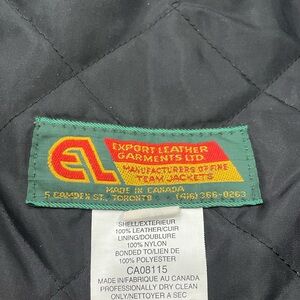 EL
EXPORT LEATHER
GARMENTS LTD.
MANUFACTURERS OF FINE
TEAM JACKETS
MADE IN CANADA
5 CAMDEN ST., TORONTO (416) 366-0263
SHELL/EXTERIEUR
100% LEATHER/CUIR
LINING/DOUBLURE
100% NYLON
BONDED TO/LIEN DE
100% POLYESTER
CA08115
MADE IN/FABRIQUE AU CANADA
PROFESSIONALLY DRY CLEAN
ONLY/NETTOYER A SEC